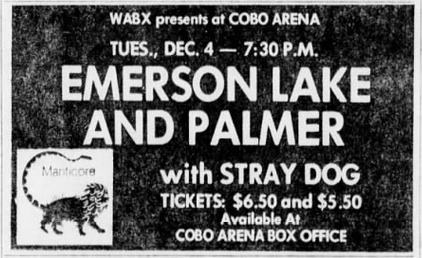 WABX presents at COBO ARENA
TUES., DEC. 4 — 7:30 P.M.
EMERSON LAKE
AND PALMER
Manticore
with STRAY DOG
TICKETS: $6.50 and $5.50
Available At
COBO ARENA BOX OFFICE